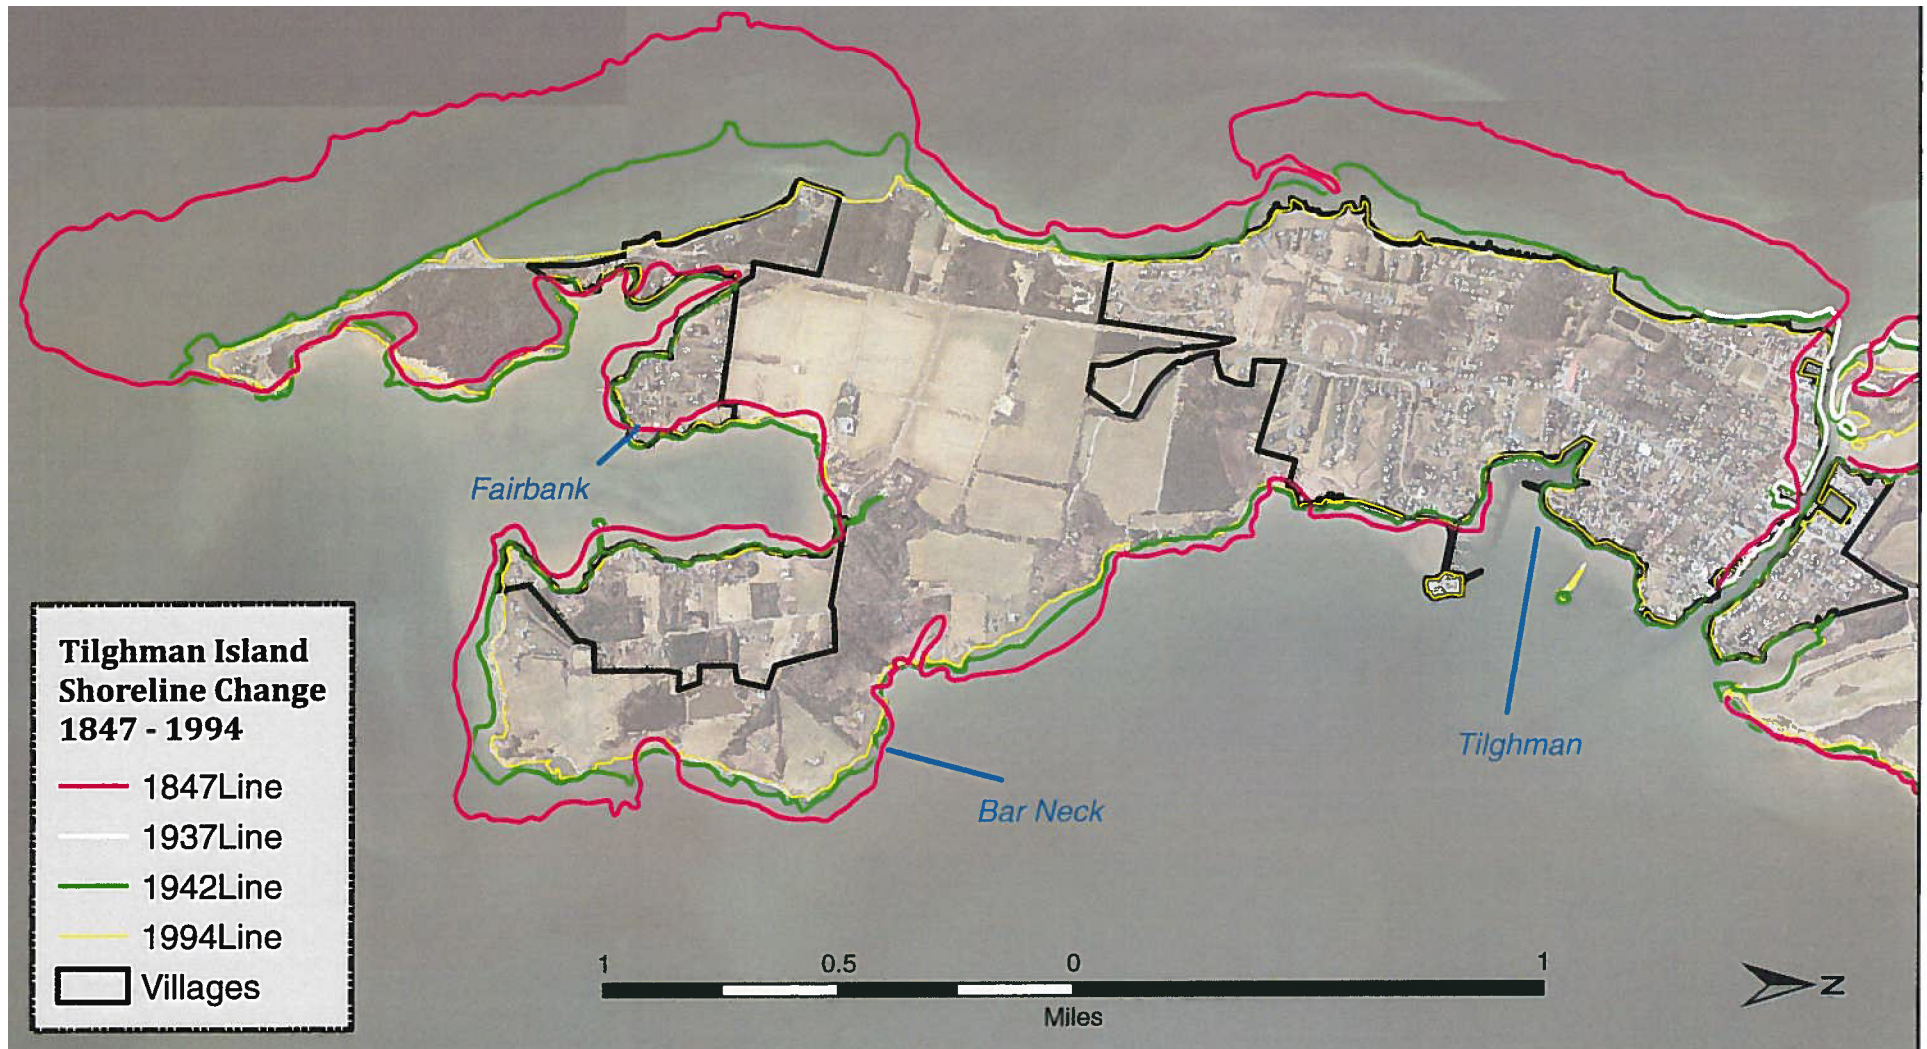 Fairbank
Tilghman
Bar Neck
Tilghman Island
Shoreline Change
1847 - 1994
1847Line
1937Line
1942Line
1994Line
Villages
1 0.5 0 1
Miles
N